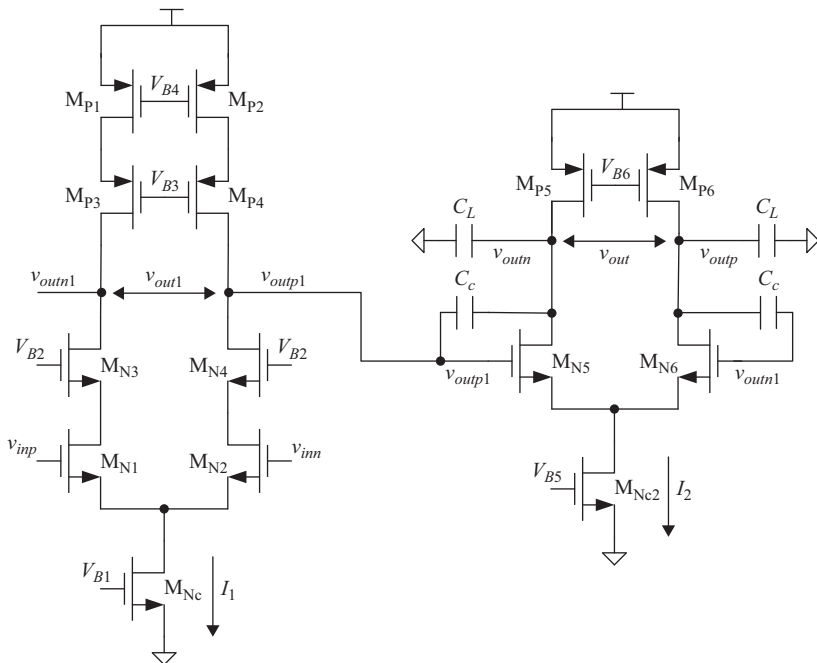 V_B4
M_P1
M_P2
V_B3
M_P3
M_P4
v_outn1
v_out1
v_outp1
V_B2
M_N3
M_N4
V_B2
v_inp
M_N1
M_N2
v_inn
V_B1
M_Nc
I_1
V_B6
M_P5
M_P6
C_L
C_L
v_outn
v_out
v_outp
C_c
C_c
M_N5
M_N6
v_outp1
v_outn1
V_B5
M_Nc2
I_2